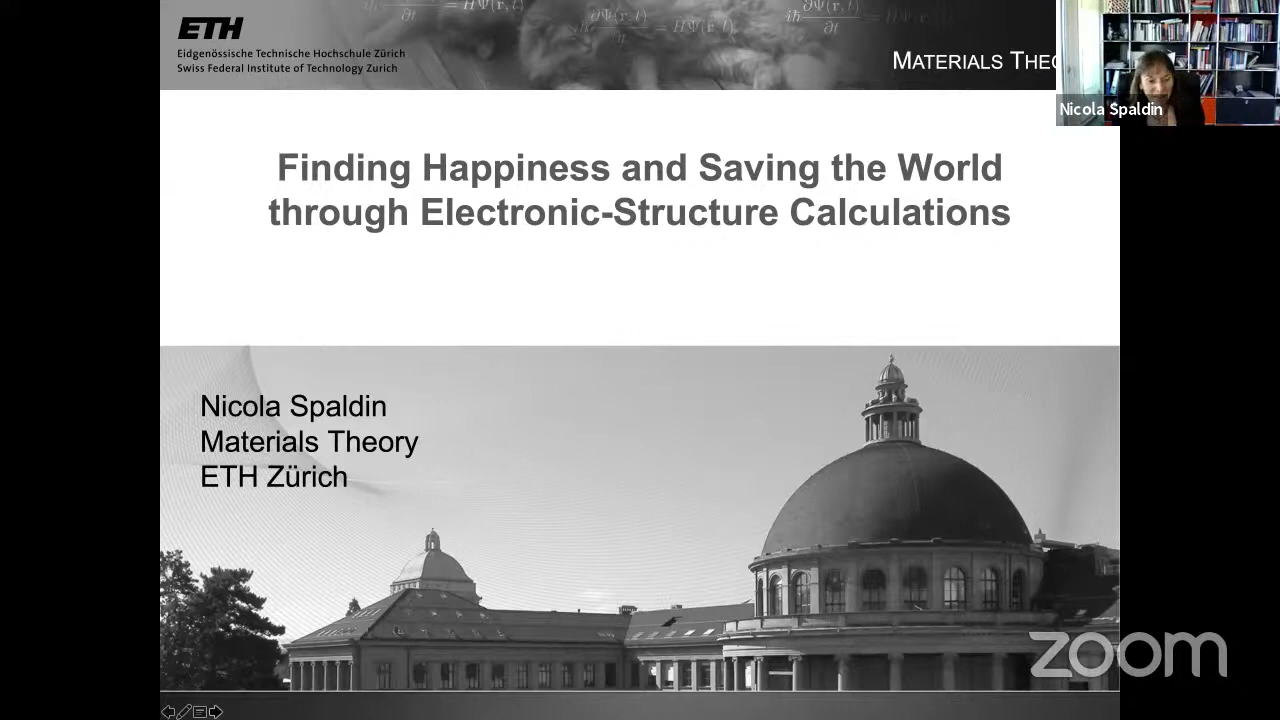 ETH
Eidgenössische Technische Hochschule Zürich
Swiss Federal Institute of Technology Zurich
MATERIALS
Nicola Spaldin
Finding Happiness and Saving the World
through Electronic-Structure Calculations
Nicola Spaldin
Materials Theory
ETH Zürich
zoom